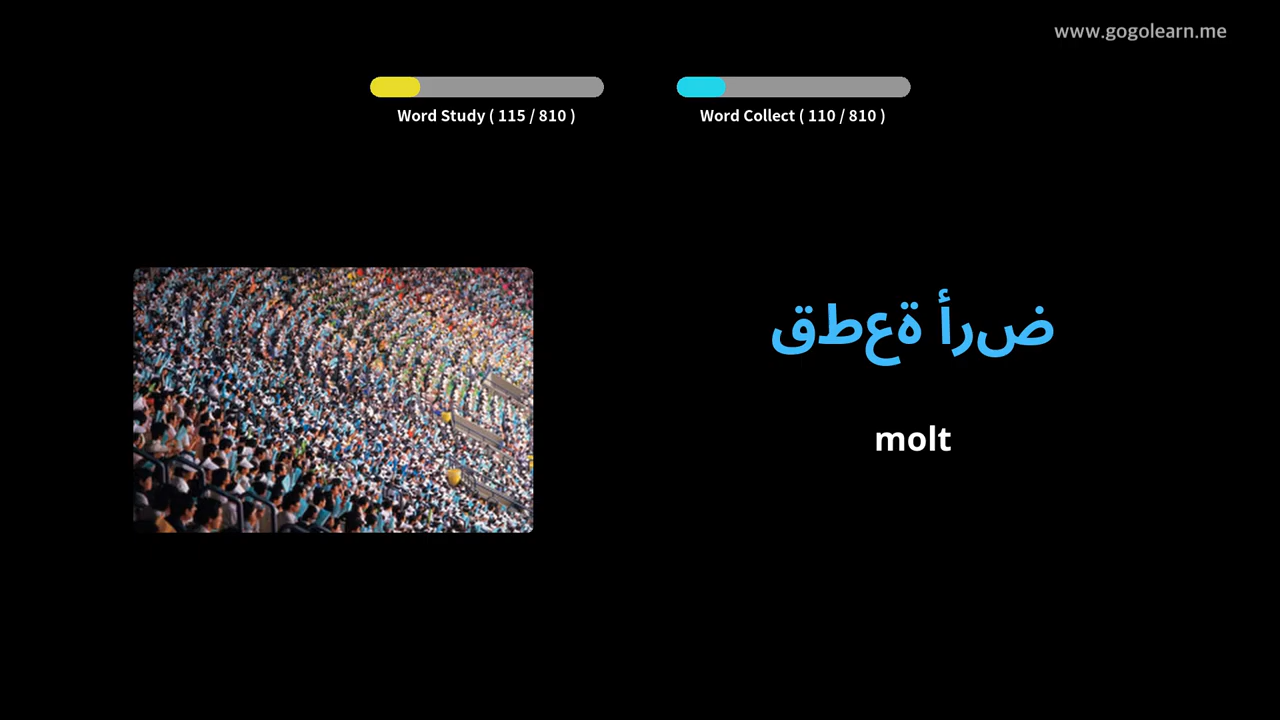 www.gogolearn.me
Word Study ( 115 / 810 )
Word Collect ( 110 / 810 )
قطعة أرض
molt